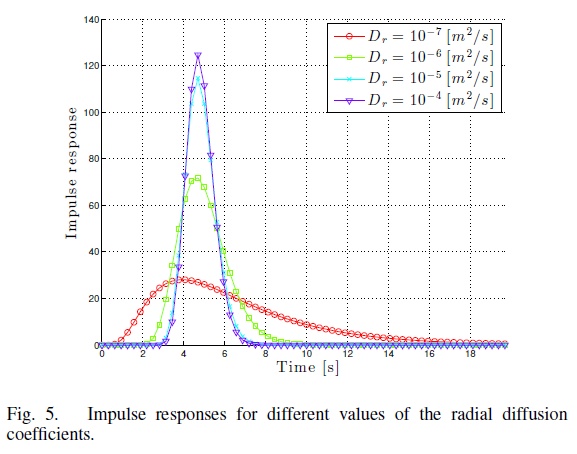 140
120
100
80
60
40
20
0
0 2 4 6 8 10 12 14 16 18
Impulse response
Time [s]
D_r = 10^{-7} [m^2/s]
D_r = 10^{-6} [m^2/s]
D_r = 10^{-5} [m^2/s]
D_r = 10^{-4} [m^2/s]
Fig. 5. Impulse responses for different values of the radial diffusion
coefficients.